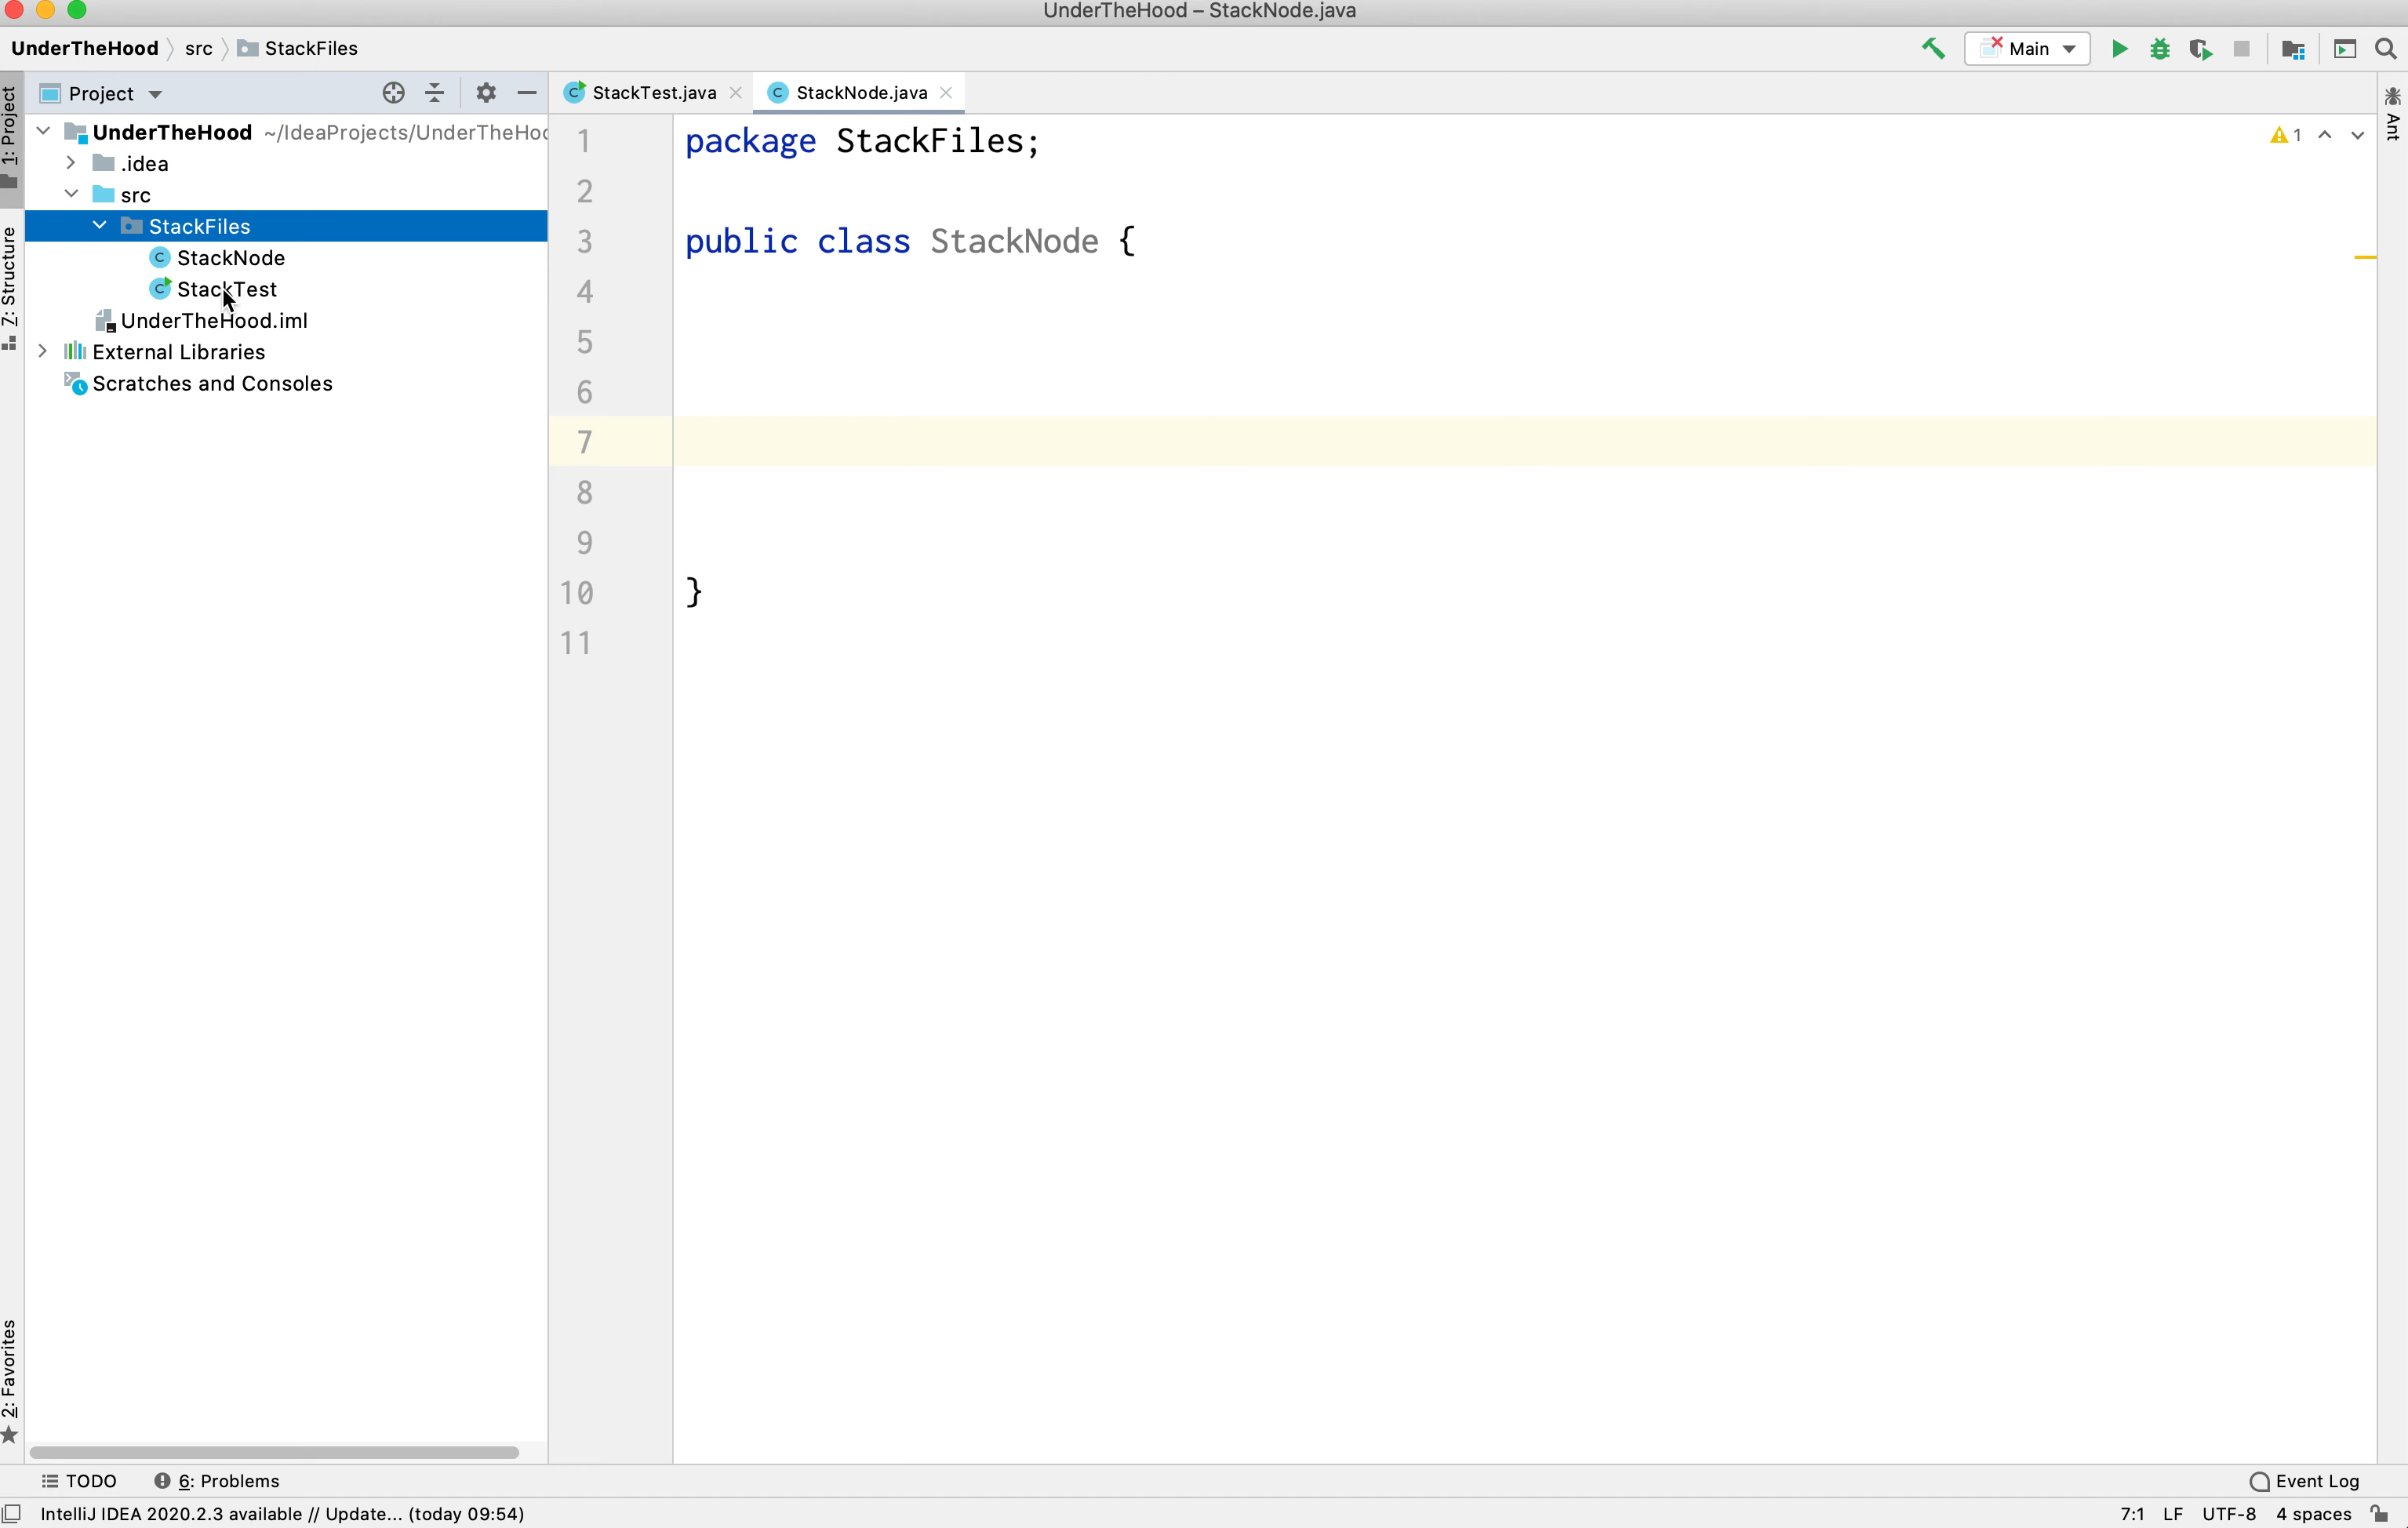 UnderTheHood – StackNode.java
UnderTheHood src StackFiles
Main
1: Project
Z: Structure
2: Favorites
Project
UnderTheHood ~/IdeaProjects/UnderTheHoo
.idea
src
StackFiles
StackNode
StackTest
UnderTheHood.iml
External Libraries
Scratches and Consoles
StackTest.java StackNode.java
1 package StackFiles;
2
3 public class StackNode {
4
5
6
7
8
9
10 }
11
1
Ant
TODO 6: Problems Event Log
IntelliJ IDEA 2020.2.3 available // Update... (today 09:54) 7:1 LF UTF-8 4 spaces